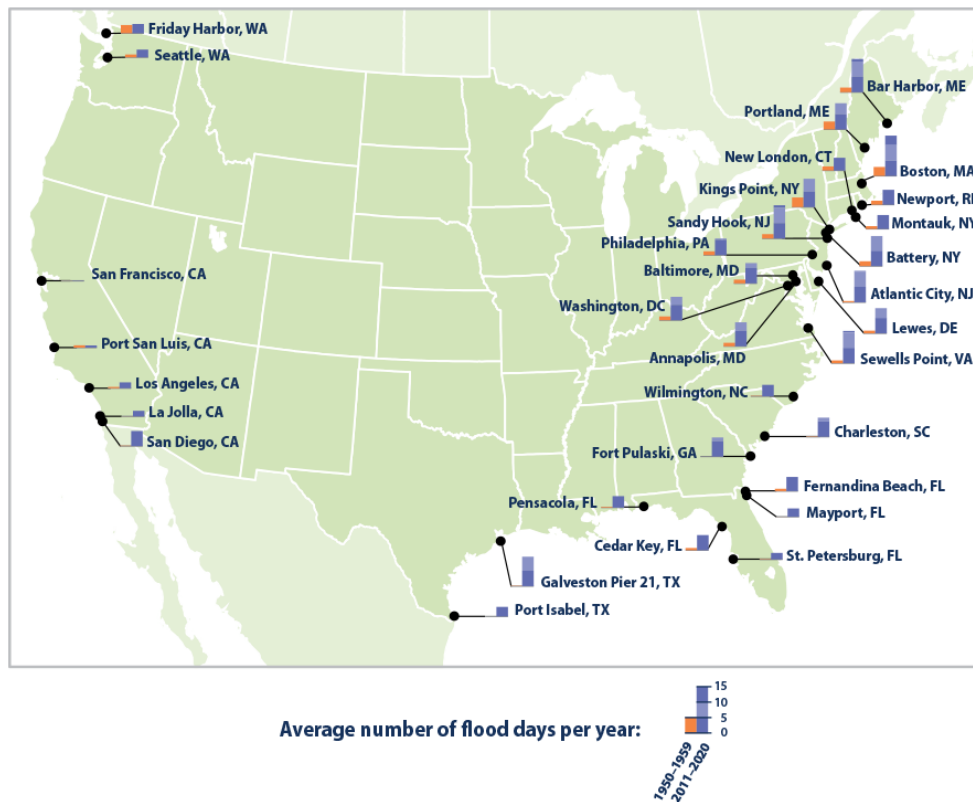 Friday Harbor, WA
Seattle, WA
Bar Harbor, ME
Portland, ME
New London, CT
Boston, MA
Kings Point, NY
Newport, RI
Sandy Hook, NJ
Montauk, NY
Philadelphia, PA
Battery, NY
Baltimore, MD
San Francisco, CA
Atlantic City, NJ
Washington, DC
Lewes, DE
Port San Luis, CA
Annapolis, MD
Sewells Point, VA
Los Angeles, CA
Wilmington, NC
La Jolla, CA
San Diego, CA
Charleston, SC
Fort Pulaski, GA
Fernandina Beach, FL
Pensacola, FL
Mayport, FL
Cedar Key, FL
St. Petersburg, FL
Galveston Pier 21, TX
Port Isabel, TX
Average number of flood days per year:
15
10
5
0
1950–1959
2011–2020